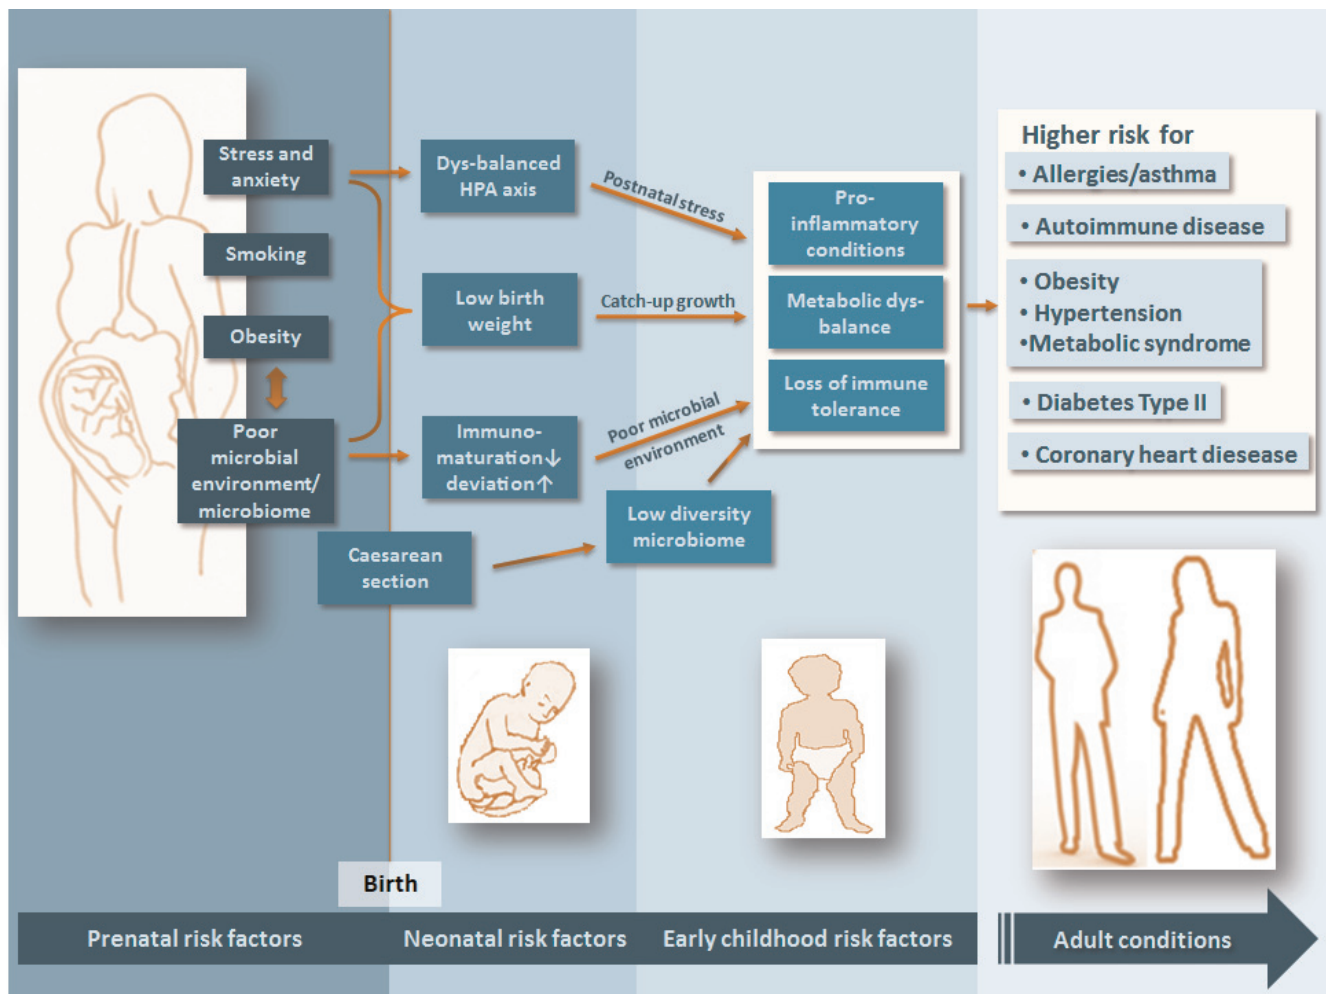 Stress and
anxiety
Smoking
Obesity
Poor
microbial
environment/
microbiome
Dys-balanced
HPA axis
Low birth
weight
Immuno-
maturation↓
deviation↑
Caesarean
section
Postnatal stress
Catch-up growth
Poor microbial
environment
Low diversity
microbiome
Pro-
inflammatory
conditions
Metabolic dys-
balance
Loss of immune
tolerance
Higher risk for
• Allergies/asthma
• Autoimmune disease
• Obesity
• Hypertension
•Metabolic syndrome
• Diabetes Type II
• Coronary heart diesease
Birth
Prenatal risk factors
Neonatal risk factors
Early childhood risk factors
Adult conditions